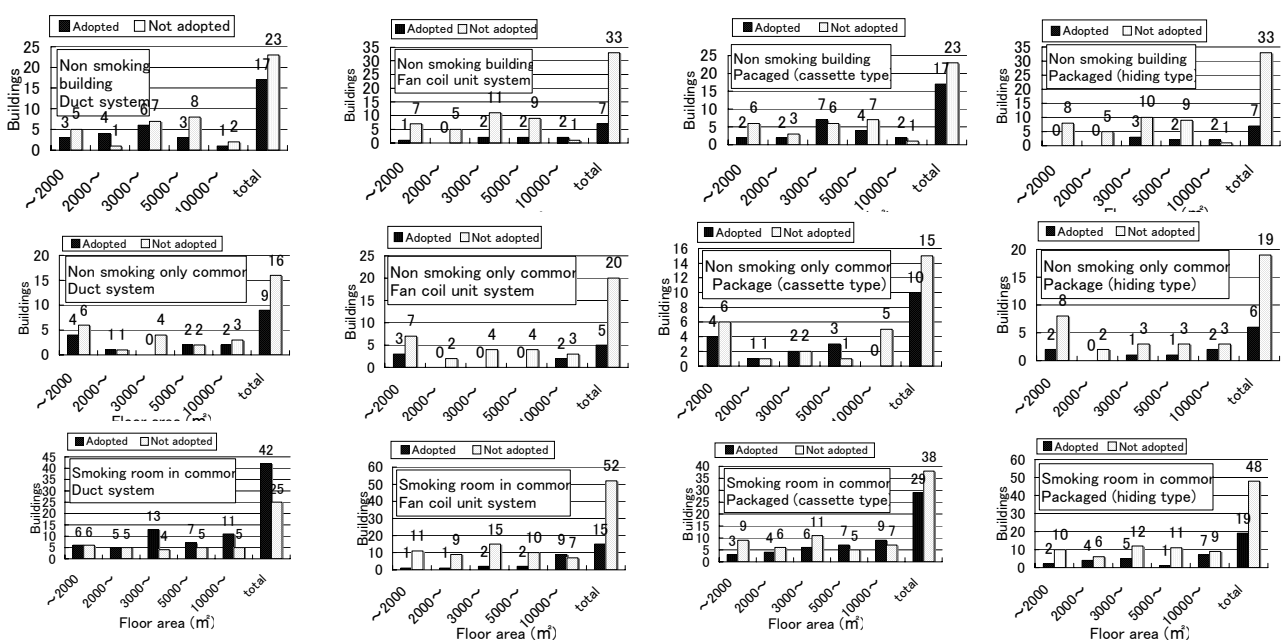 Adopted Not adopted
Buildings
25
20
15
10
5
0
Non smoking
building
Duct system
3 5 4 1 6 7 3 8 1 2 17 23
~2000 2000~ 3000~ 5000~ 10000~ total
Adopted Not adopted
Buildings
35
30
25
20
15
10
5
0
Non smoking building
Fan coil unit system
1 7 0 5 2 11 2 9 2 1 7 33
~2000 2000~ 3000~ 5000~ 10000~ total
Adopted Not adopted
Buildings
25
20
15
10
5
0
Non smoking building
Pacaged (cassette type)
2 6 2 3 7 6 4 7 2 1 17 23
~2000 2000~ 3000~ 5000~ 10000~ total
Adopted Not adopted
Buildings
35
30
25
20
15
10
5
0
Non smoking building
Packaged (hiding type
0 8 0 5 3 10 2 9 2 1 7 33
~2000 2000~ 3000~ 5000~ 10000~ total
Adopted Not adopted
Buildings
20
15
10
5
0
Non smoking only common
Duct system
4 6 1 1 0 4 2 2 2 3 9 16
~2000 2000~ 3000~ 5000~ 10000~ total
Floor area (㎡)
Adopted Not adopted
Buildings
25
20
15
10
5
0
Non smoking only common
Fan coil unit system
3 7 0 2 0 4 0 4 2 3 5 20
~2000 2000~ 3000~ 5000~ 10000~ total
Adopted Not adopted
Buildings
16
14
12
10
8
6
4
2
0
Non smoking only common
Package (cassette type)
4 6 1 1 2 2 3 1 0 5 10 15
~2000 2000~ 3000~ 5000~ 10000~ total
Adopted Not adopted
Buildings
20
15
10
5
0
Non smoking only common
Package (hiding type)
2 8 0 2 1 3 1 3 2 3 6 19
~2000 2000~ 3000~ 5000~ 10000~ total
Adopted Not adopted
Buildings
45
40
35
30
25
20
15
10
5
0
Smoking room in common
Duct system
6 6 5 5 13 4 7 5 11 5 42 25
~2000 2000~ 3000~ 5000~ 10000~ total
Floor area (㎡)
Adopted Not adopted
Buildings
60
50
40
30
20
10
0
Smoking room in common
Fan coil unit system
1 11 1 9 2 15 2 10 9 7 15 52
~2000 2000~ 3000~ 5000~ 10000~ total
Floor area (㎡)
Adopted Not adopted
Buildings
40
35
30
25
20
15
10
5
0
Smoking room in common
Packaged (cassette type
3 9 4 6 6 11 7 5 9 7 29 38
~2000 2000~ 3000~ 5000~ 10000~ total
Floor area (㎡)
Adopted Not adopted
Buildings
60
50
40
30
20
10
0
Smoking room in common
Packaged (hiding type)
2 10 4 6 5 12 1 11 7 9 19 48
~2000 2000~ 3000~ 5000~ 10000~ total
Floor area (㎡)